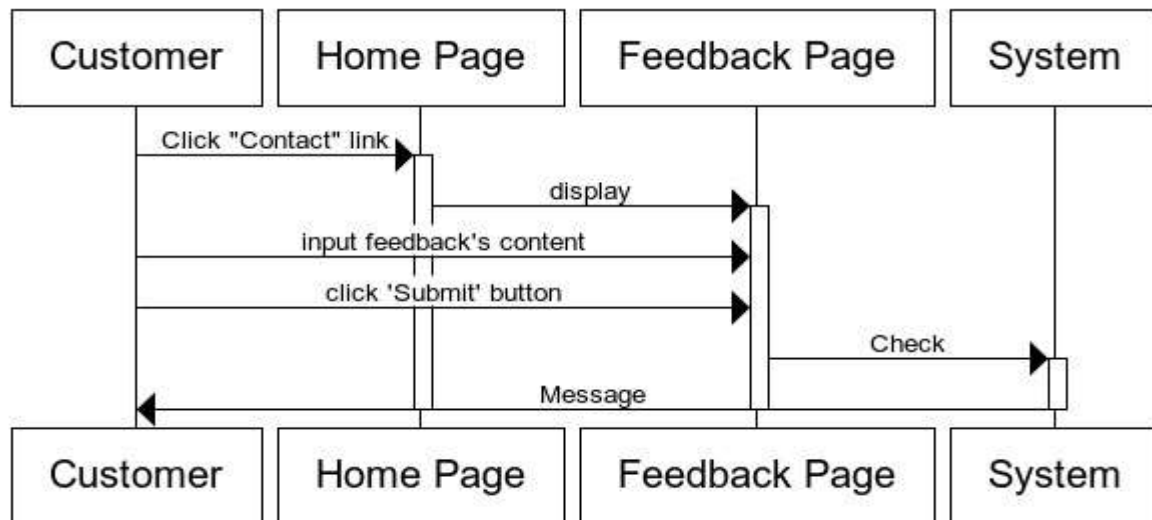 Customer
Home Page
Feedback Page
System
Click "Contact" link
display
input feedback's content
click 'Submit' button
Check
Message
Customer
Home Page
Feedback Page
System